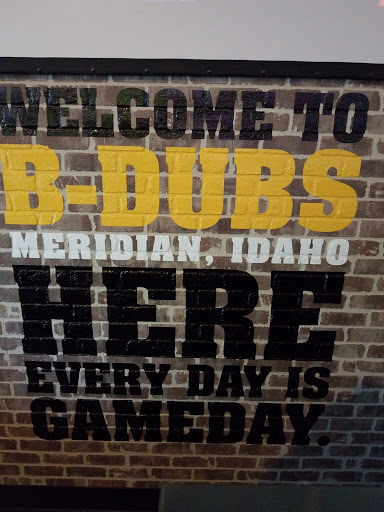 WELCOME TO
B-DUBS
MERIDIAN, IDAHO
HERE
EVERY DAY IS
GAMEDAY.